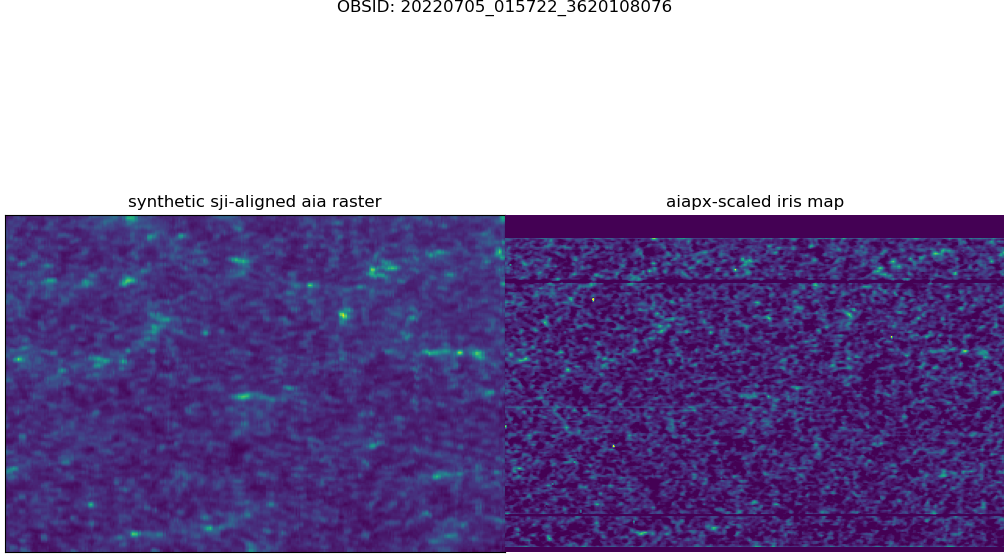 OBSID: 20220705_015722_3620108076
synthetic sji-aligned aia raster
aiapx-scaled iris map